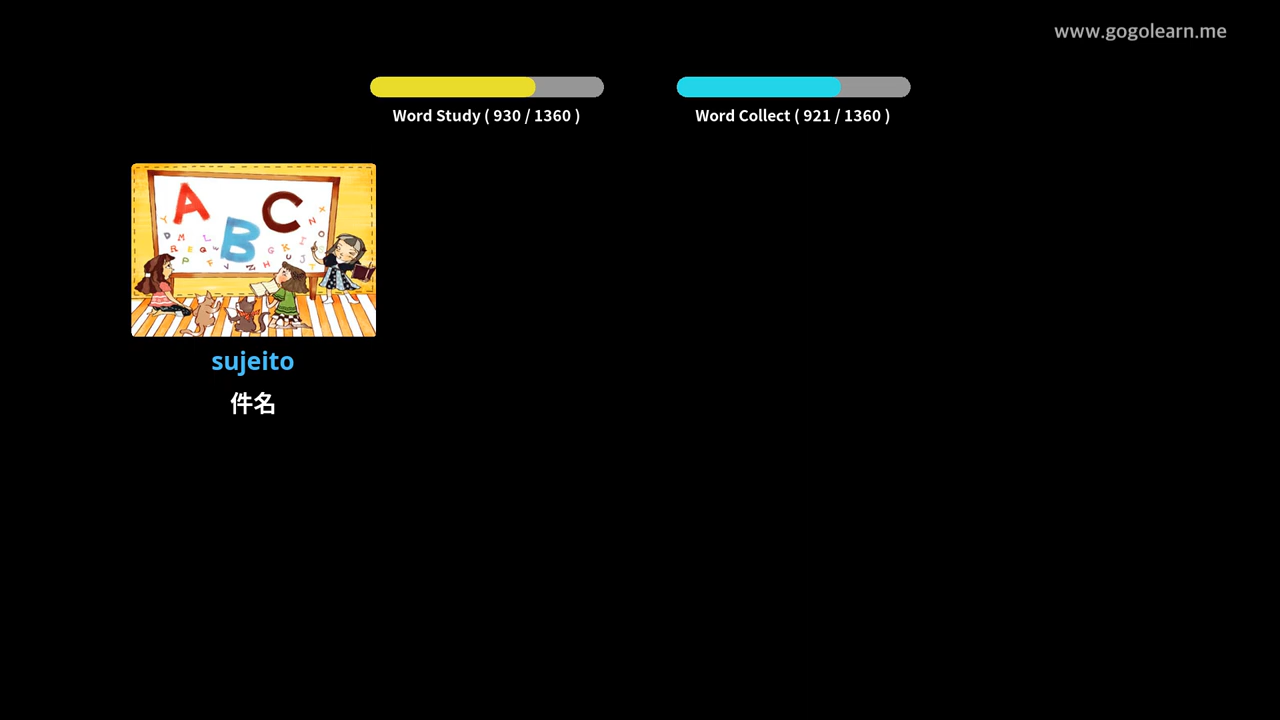 www.gogolearn.me
Word Study ( 930 / 1360 )
Word Collect ( 921 / 1360 )
A
B
C
sujeito
件名